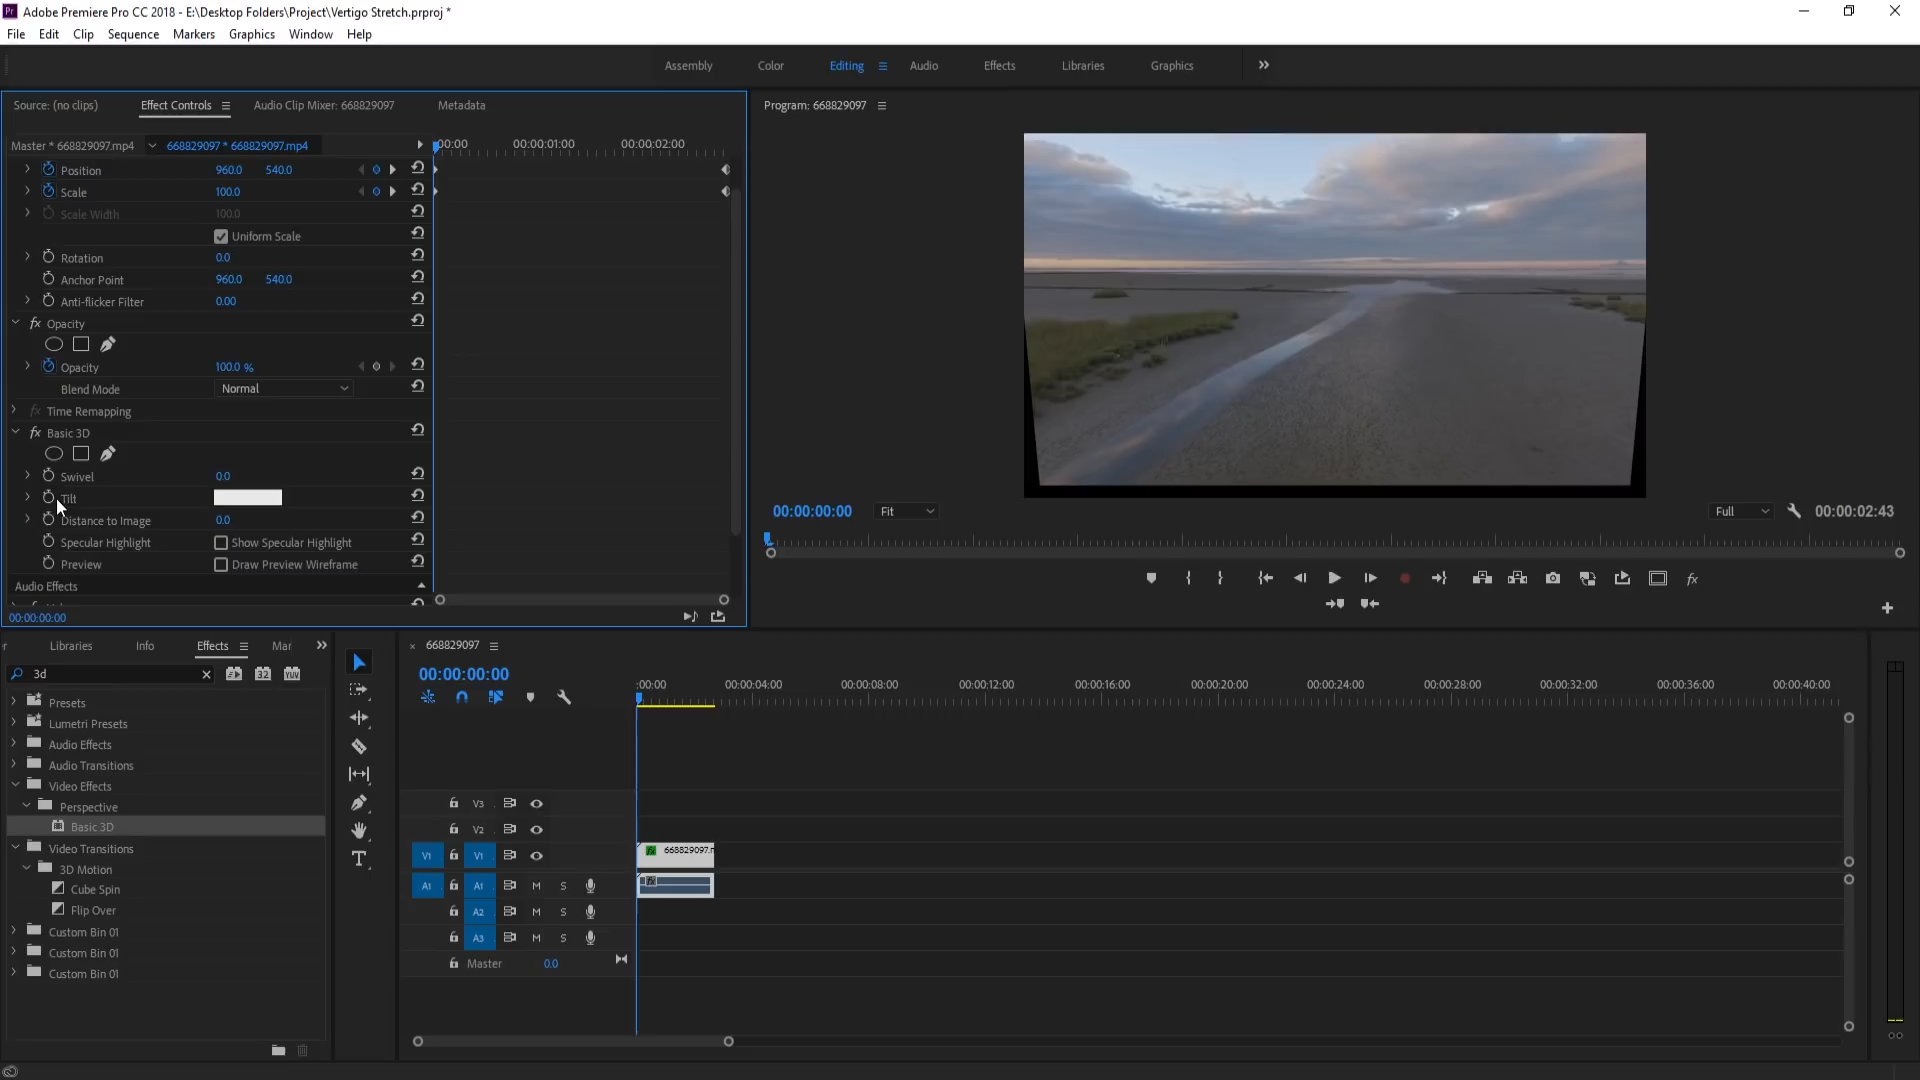 Adobe Premiere Pro CC 2018 - E:\Desktop Folders\Project\Vertigo Stretch.prproj *
File Edit Clip Sequence Markers Graphics Window Help
Assembly Color Editing Audio Effects Libraries Graphics
Source: (no clips) Effect Controls Audio Clip Mixer: 668829097 Metadata
Program: 668829097
Master * 668829097.mp4 668829097 * 668829097.mp4
:00:00 00:00:01:00 00:00:02:00
Position 960.0 540.0
Scale 100.0
Scale Width 100.0
Uniform Scale
Rotation 0.0
Anchor Point 960.0 540.0
Anti-flicker Filter 0.00
fx Opacity
Opacity 100.0 %
Blend Mode Normal
fx Time Remapping
fx Basic 3D
Swivel 0.0
Tilt
Distance to Image 0.0
Specular Highlight Show Specular Highlight
Preview Draw Preview Wireframe
Audio Effects
00:00:00:00
00:00:00:00 Fit Full 00:00:02:43
fx
Libraries Info Effects Mar
3d
32 YUV
Presets
Lumetri Presets
Audio Effects
Audio Transitions
Video Effects
Perspective
Basic 3D
Video Transitions
3D Motion
Cube Spin
Flip Over
Custom Bin 01
Custom Bin 01
Custom Bin 01
× 668829097
00:00:00:00
:00:00 00:00:04:00 00:00:08:00 00:00:12:00 00:00:16:00 00:00:20:00 00:00:24:00 00:00:28:00 00:00:32:00 00:00:36:00 00:00:40:00
V3
V2
V1 V1 fx 668829097.m
A1 A1 M S fx
A2 M S
A3 M S
Master 0.0
T